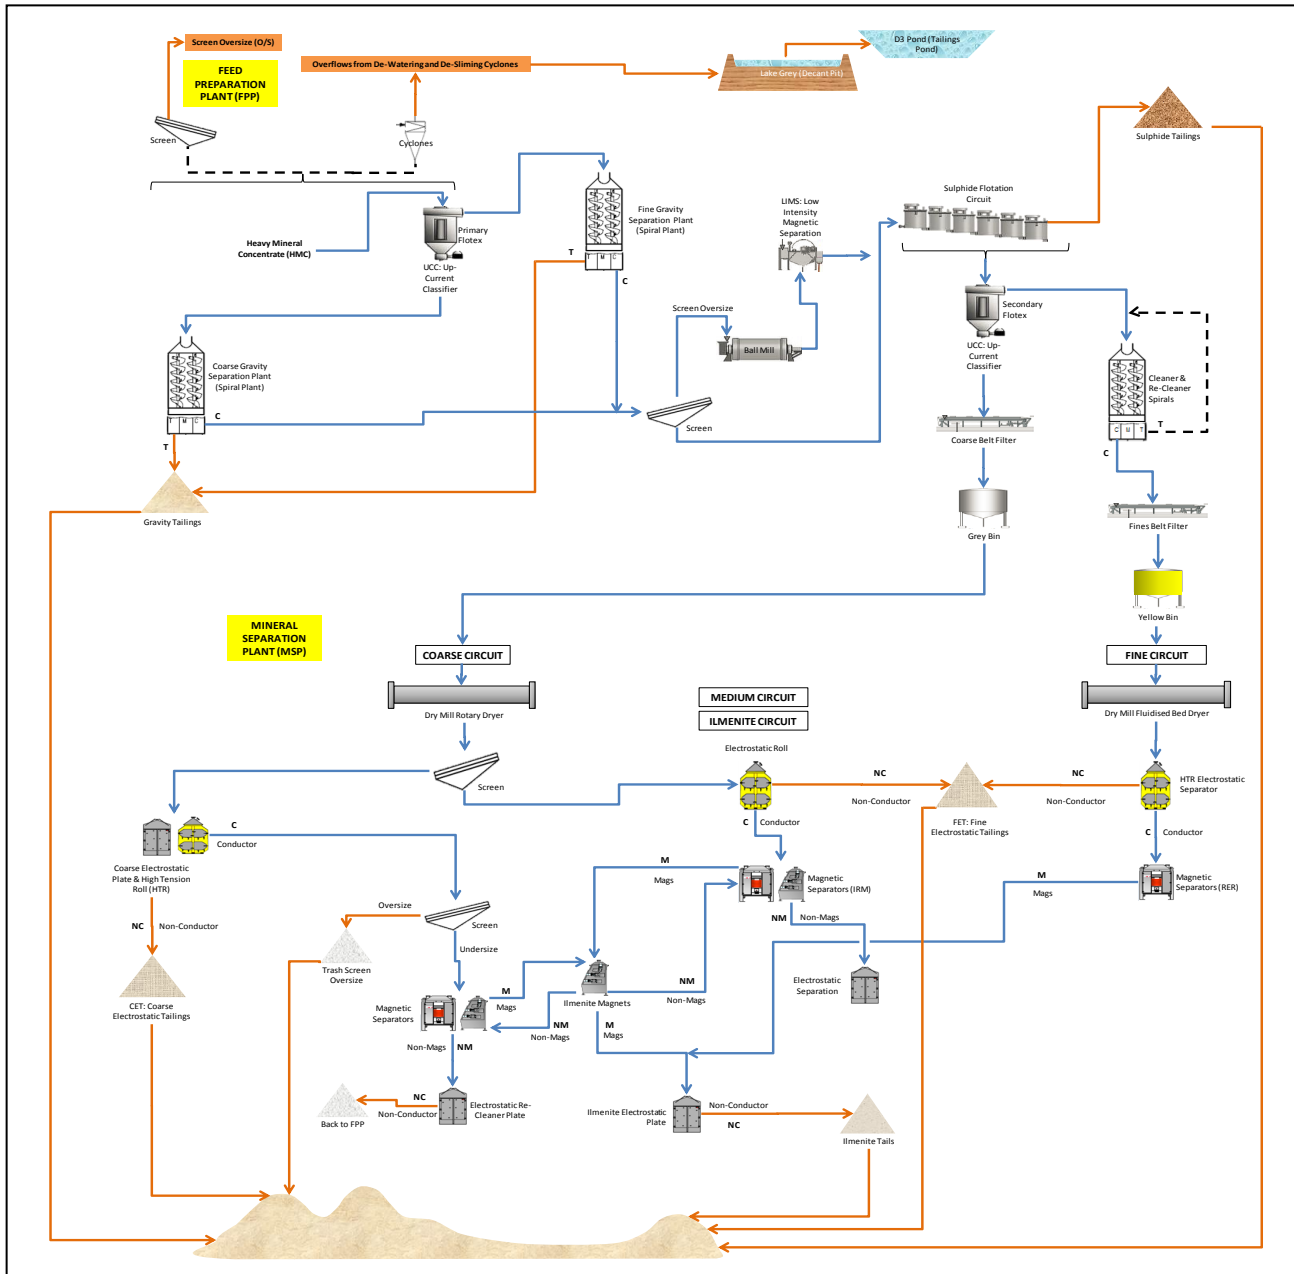 Screen Oversize (O/S)
FEED
PREPARATION
PLANT (FPP)
Screen
Overflows from De-Watering and De-Sliming Cyclones
Cyclones
Lake Grey (Decant Pit)
D3 Pond (Tailings
Pond)
Sulphide Tailings
Heavy Mineral
Concentrate (HMC)
Primary
Flotex
UCC: Up-
Current
Classifier
Fine Gravity
Separation Plant
(Spiral Plant)
T M C
T
C
LIMS: Low
Intensity
Magnetic
Separation
Sulphide Flotation
Circuit
Screen Oversize
Ball Mill
Secondary
Flotex
UCC: Up-
Current
Classifier
Coarse Gravity
Separation Plant
(Spiral Plant)
T M C
C
T
Screen
Cleaner &
Re-Cleaner
Spirals
C M T
T
C
Coarse Belt Filter
Gravity Tailings
Grey Bin
Fines Belt Filter
Yellow Bin
MINERAL
SEPARATION
PLANT (MSP)
COARSE CIRCUIT
FINE CIRCUIT
Dry Mill Rotary Dryer
MEDIUM CIRCUIT
ILMENITE CIRCUIT
Dry Mill Fluidised Bed Dryer
Screen
Electrostatic Roll
NC
Non-Conductor
FET: Fine
Electrostatic Tailings
NC
Non-Conductor
HTR Electrostatic
Separator
C
Conductor
C
Conductor
C
Conductor
Coarse Electrostatic
Plate & High Tension
Roll (HTR)
NC
Non-Conductor
M
Mags
Magnetic
Separators (IRM)
M
Mags
Magnetic
Separators (RER)
Oversize
Screen
Undersize
Trash Screen
Oversize
NM
Non-Mags
Electrostatic
Separation
CET: Coarse
Electrostatic Tailings
Magnetic
Separators
M
Mags
Ilmenite Magnets
NM
Non-Mags
NM
Non-Mags
M
Mags
Non-Mags
NM
NC
Non-Conductor
Back to FPP
Electrostatic Re-
Cleaner Plate
Ilmenite Electrostatic
Plate
Non-Conductor
NC
Ilmenite Tails